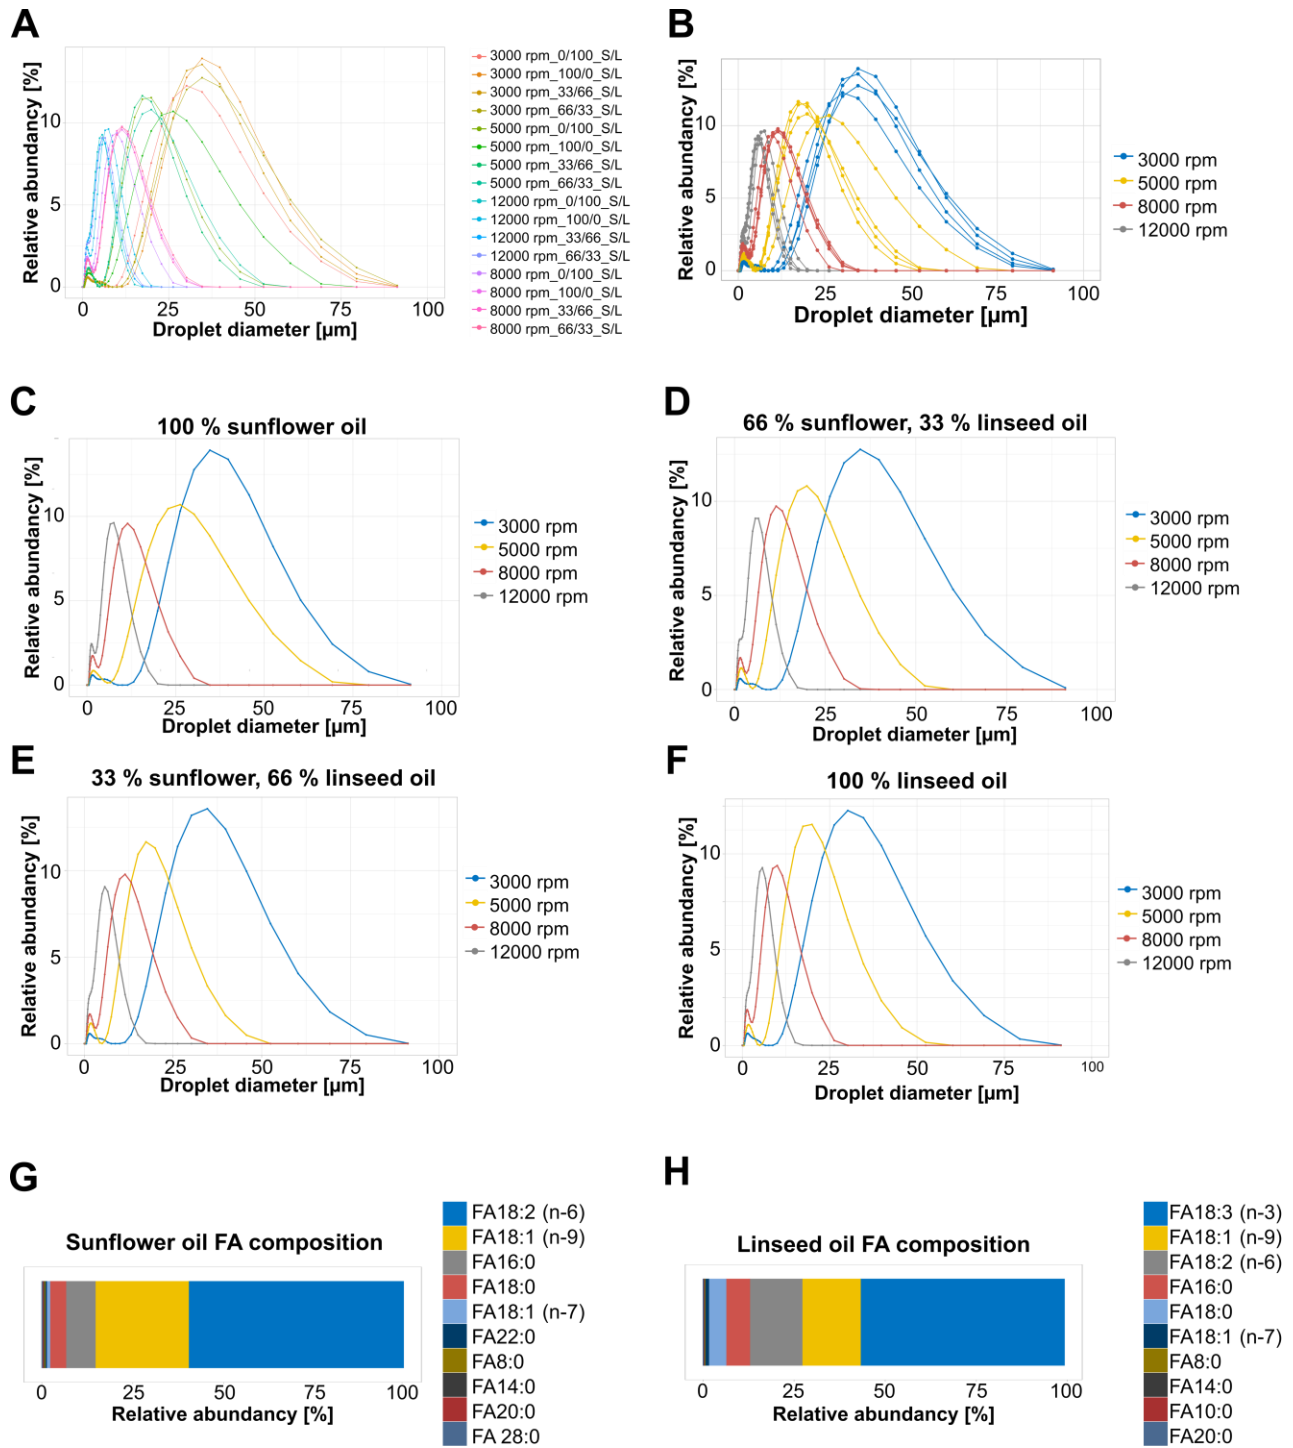 A
Relative abundancy [%]
10
5
0
0
25
50
75
100
Droplet diameter [µm]
3000 rpm_0/100_S/L
3000 rpm_100/0_S/L
3000 rpm_33/66_S/L
3000 rpm_66/33_S/L
5000 rpm_0/100_S/L
5000 rpm_100/0_S/L
5000 rpm_33/66_S/L
5000 rpm_66/33_S/L
12000 rpm_0/100_S/L
12000 rpm_100/0_S/L
12000 rpm_33/66_S/L
12000 rpm_66/33_S/L
8000 rpm_0/100_S/L
8000 rpm_100/0_S/L
8000 rpm_33/66_S/L
8000 rpm_66/33_S/L
B
Relative abundancy [%]
10
5
0
0
25
50
75
100
Droplet diameter [µm]
3000 rpm
5000 rpm
8000 rpm
12000 rpm
C
100 % sunflower oil
Relative abundancy [%]
10
5
0
0
25
50
75
100
Droplet diameter [µm]
3000 rpm
5000 rpm
8000 rpm
12000 rpm
D
66 % sunflower, 33 % linseed oil
Relative abundancy [%]
10
5
0
0
25
50
75
100
Droplet diameter [µm]
3000 rpm
5000 rpm
8000 rpm
12000 rpm
E
33 % sunflower, 66 % linseed oil
Relative abundancy [%]
10
5
0
0
25
50
75
100
Droplet diameter [µm]
3000 rpm
5000 rpm
8000 rpm
12000 rpm
F
100 % linseed oil
Relative abundancy [%]
10
5
0
0
25
50
75
100
Droplet diameter [µm]
3000 rpm
5000 rpm
8000 rpm
12000 rpm
G
Sunflower oil FA composition
0
25
50
75
100
Relative abundancy [%]
FA18:2 (n-6)
FA18:1 (n-9)
FA16:0
FA18:0
FA18:1 (n-7)
FA22:0
FA8:0
FA14:0
FA20:0
FA 28:0
H
Linseed oil FA composition
0
25
50
75
100
Relative abundancy [%]
FA18:3 (n-3)
FA18:1 (n-9)
FA18:2 (n-6)
FA16:0
FA18:0
FA18:1 (n-7)
FA8:0
FA14:0
FA10:0
FA20:0